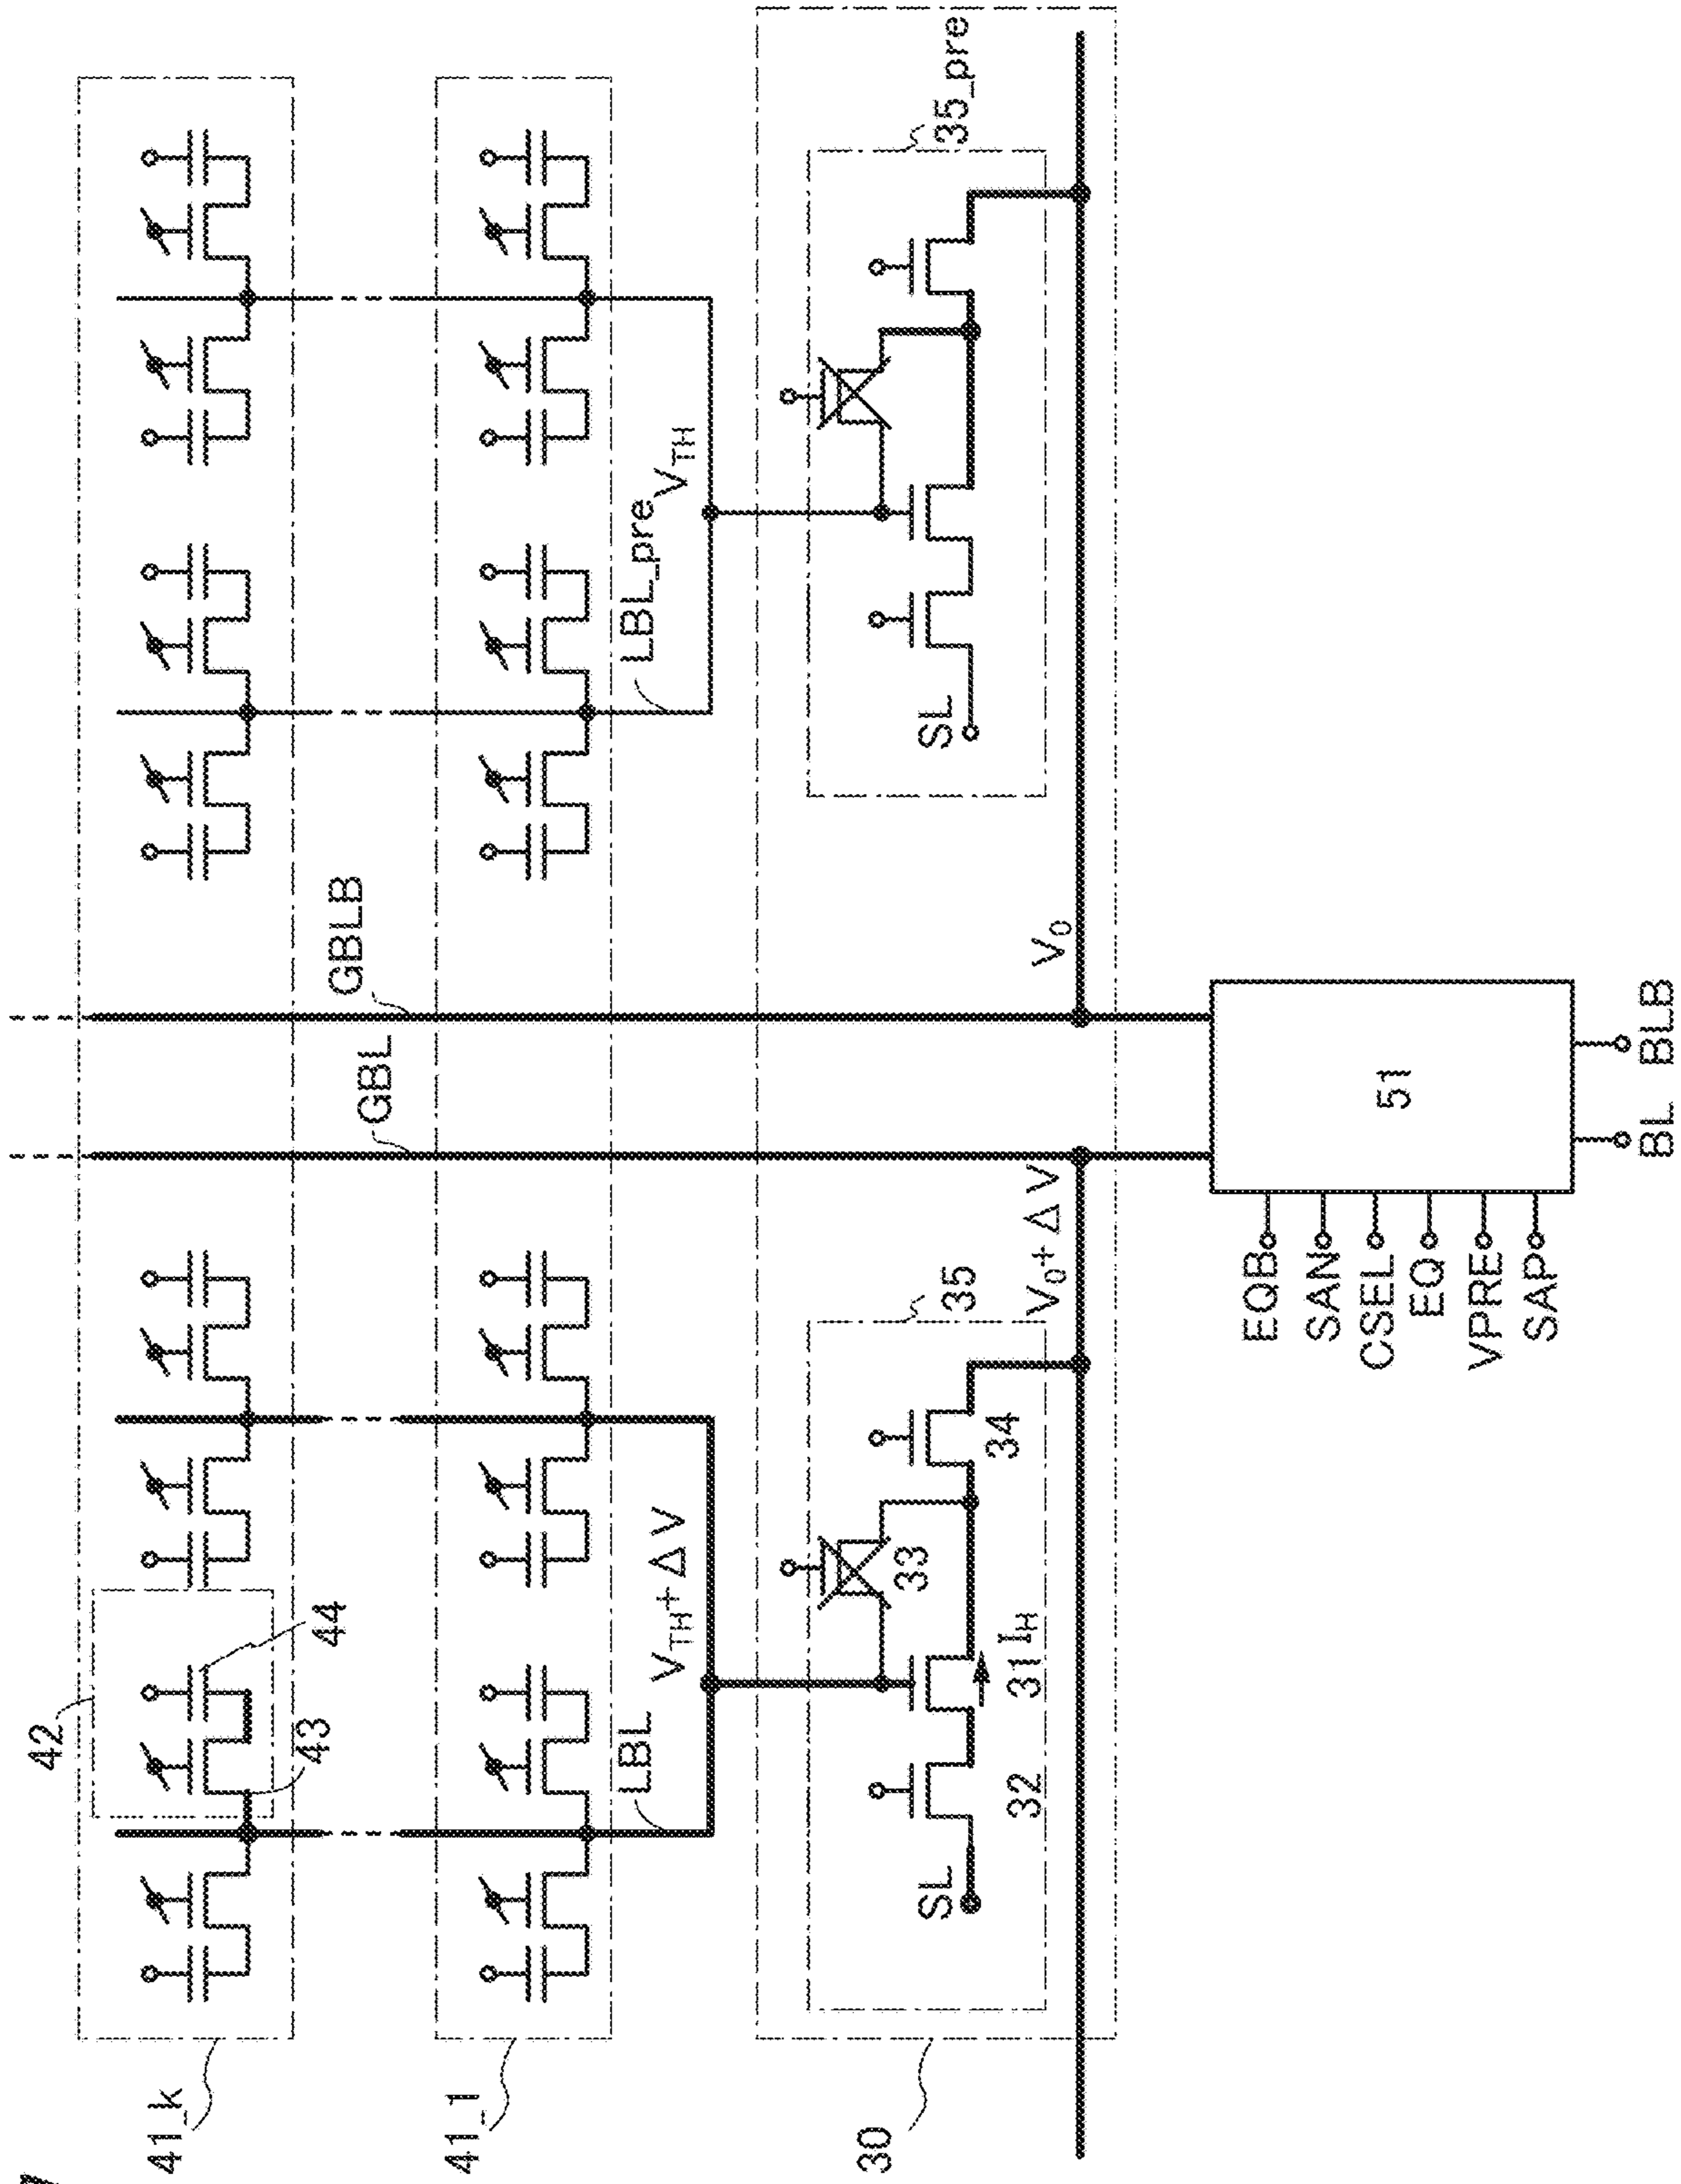 42
44
43
41_k
GBLB
GBL
41_1
LBL
V_TH + ΔV
LBL_pre
V_TH
30
35
35_pre
33
34
31
I_H
32
SL
SL
V_0 + ΔV
V_0
51
EQB
SAN
CSEL
EQ
VPRE
SAP
BL
BLB